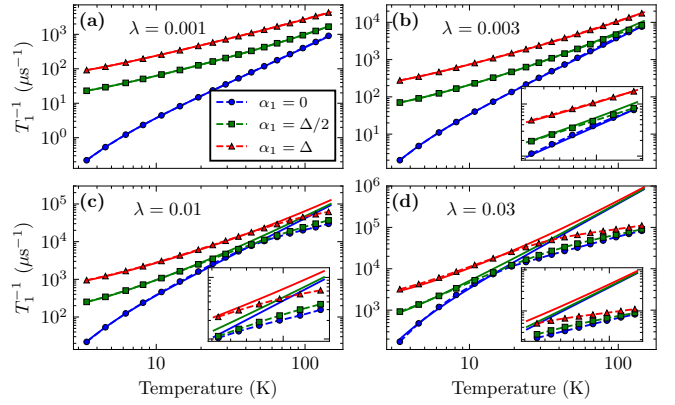 (a) λ = 0.001
(b) λ = 0.003
T₁⁻¹ (μs⁻¹)
10³
10²
10¹
10⁰
α₁ = 0
α₁ = Δ/2
α₁ = Δ
10⁴
10³
10²
10¹
(c) λ = 0.01
(d) λ = 0.03
T₁⁻¹ (μs⁻¹)
10⁵
10⁴
10³
10²
10⁶
10⁵
10⁴
10³
10 100
10 100
Temperature (K)
Temperature (K)